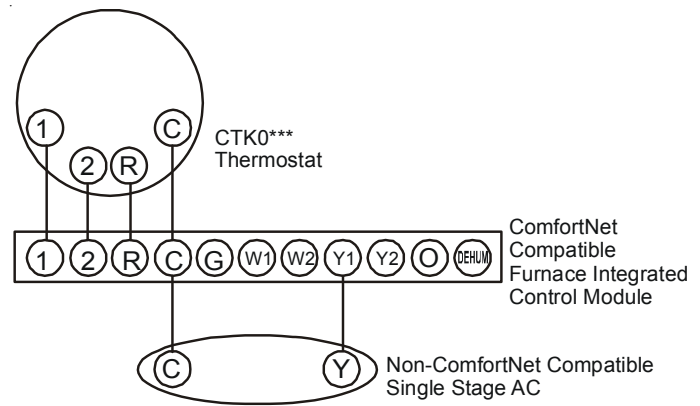 1 C
2 R
CTK0***
Thermostat
1 2 R C G W1 W2 Y1 Y2 O DEHUM
ComfortNet
Compatible
Furnace Integrated
Control Module
C Y
Non-ComfortNet Compatible
Single Stage AC